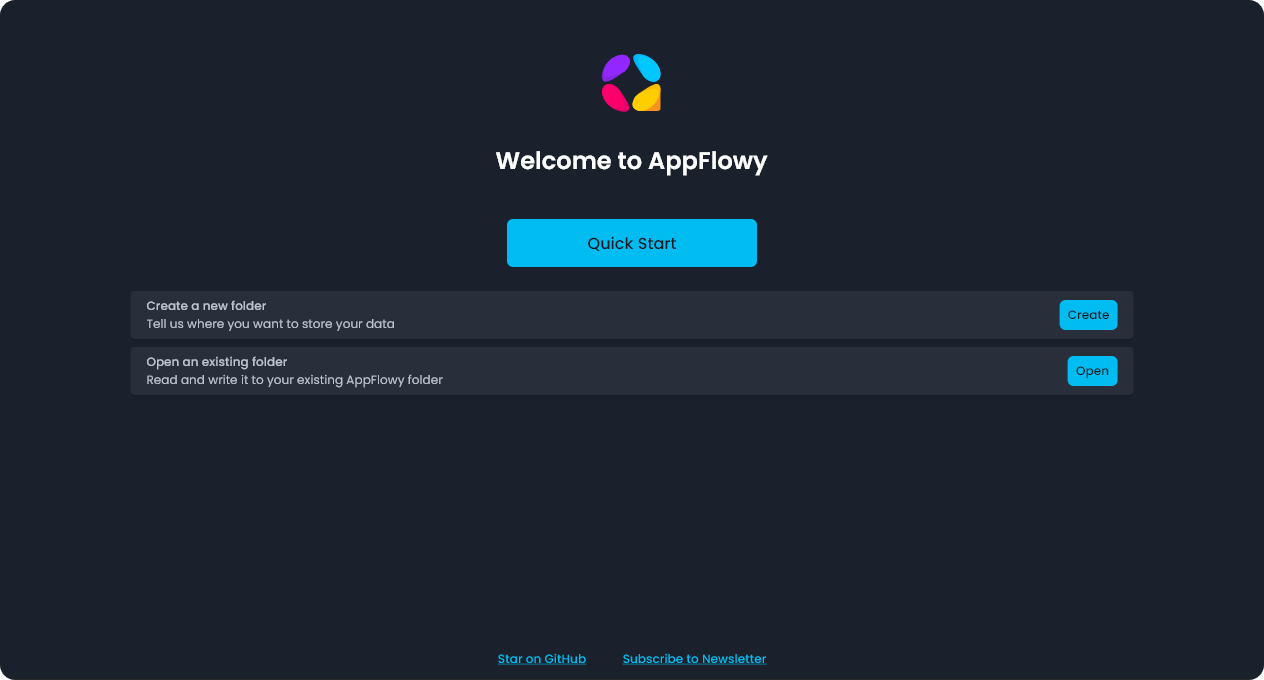 Welcome to AppFlowy
Quick Start
Create a new folder
Tell us where you want to store your data
Create
Open an existing folder
Read and write it to your existing AppFlowy folder
Open
Star on GitHub
Subscribe to Newsletter